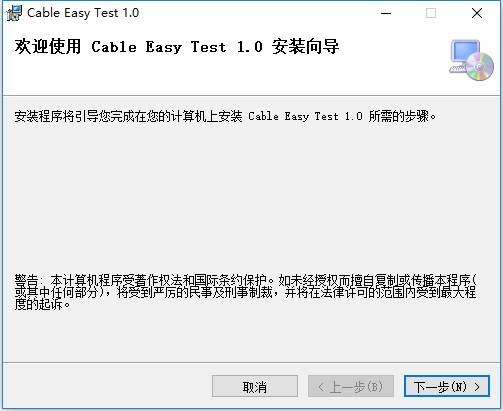 Cable Easy Test 1.0
欢迎使用 Cable Easy Test 1.0 安装向导
安装程序将引导您完成在您的计算机上安装 Cable Easy Test 1.0 所需的步骤。
警告: 本计算机程序受著作权法和国际条约保护。如未经授权而擅自复制或传播本程序(
或其中任何部分)，将受到严厉的民事及刑事制裁，并将在法律许可的范围内受到最大程
度的起诉。
取消
< 上一步(B)
下一步(N) >